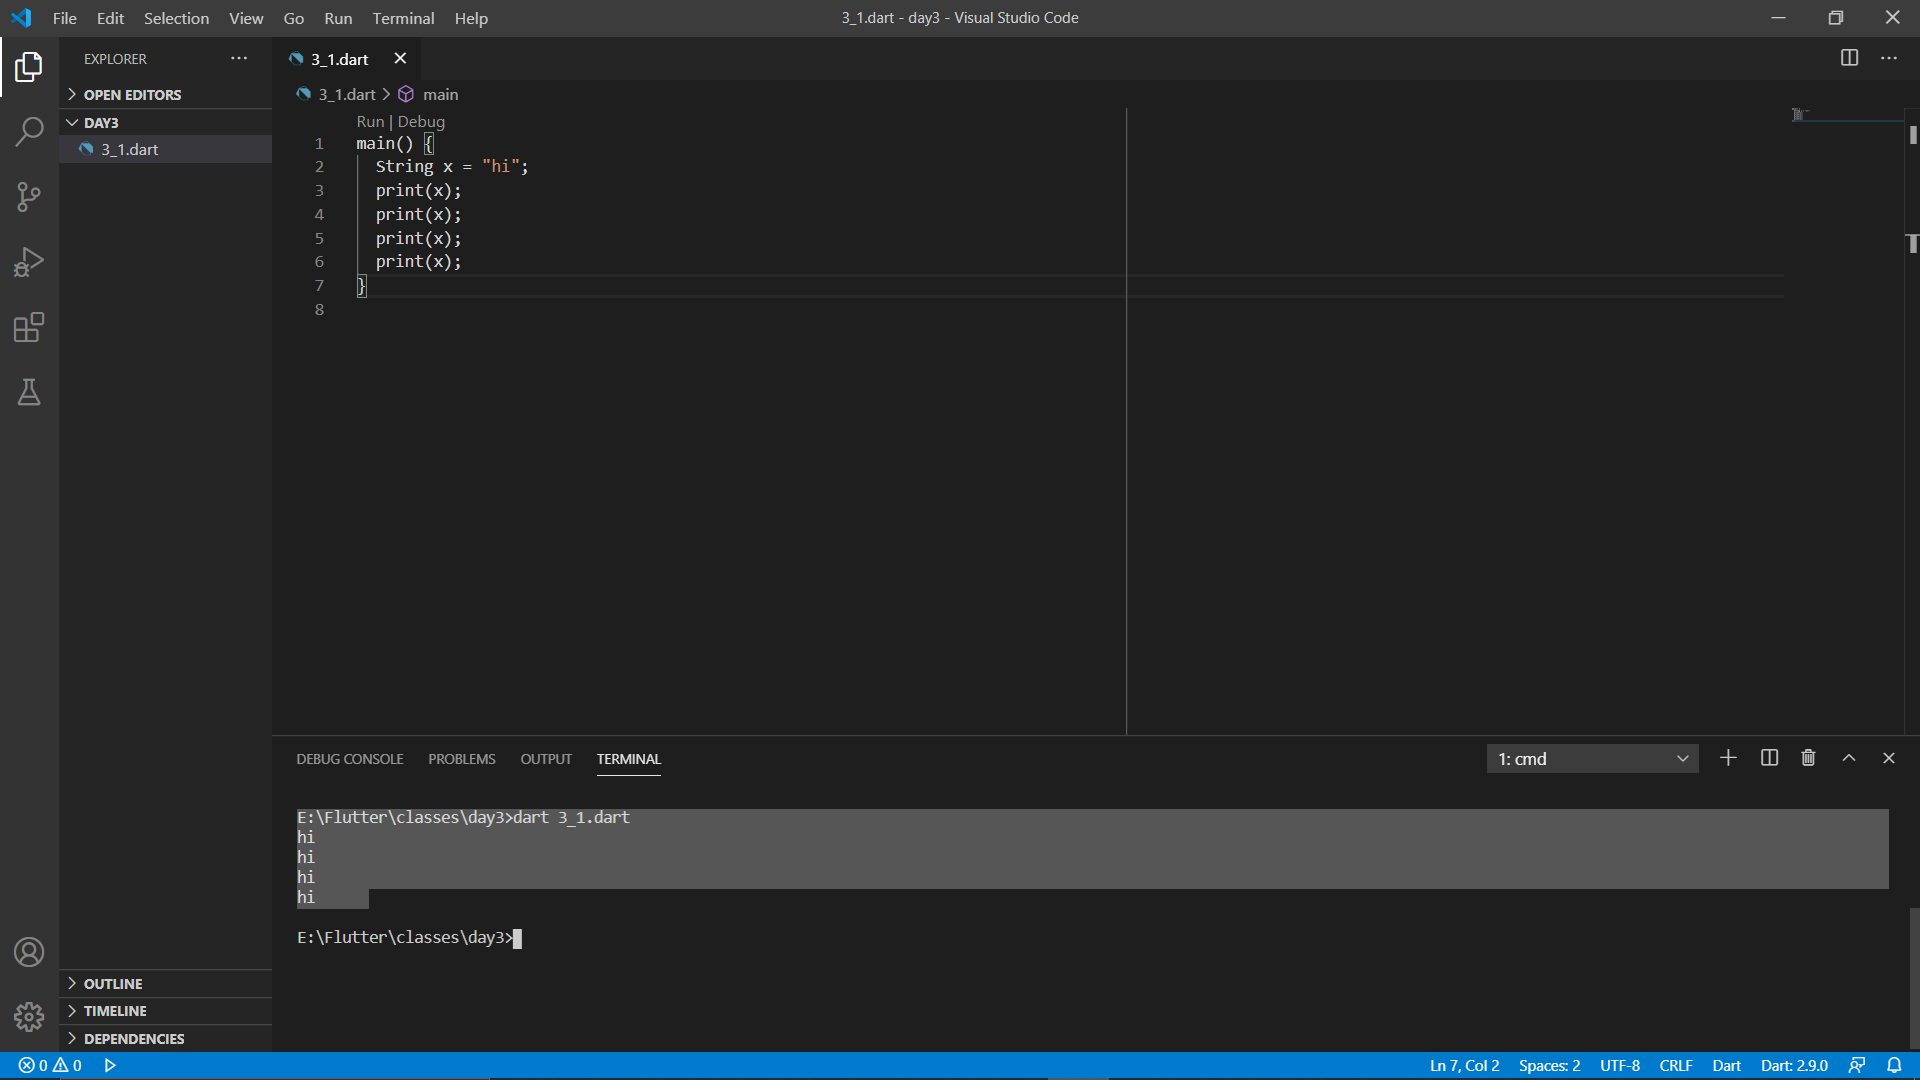 File Edit Selection View Go Run Terminal Help
3_1.dart - day3 - Visual Studio Code
EXPLORER
OPEN EDITORS
DAY3
3_1.dart
3_1.dart
3_1.dart > main
Run | Debug
1 main() {
2 String x = "hi";
3 print(x);
4 print(x);
5 print(x);
6 print(x);
7 }
8
DEBUG CONSOLE PROBLEMS OUTPUT TERMINAL
1: cmd
E:\Flutter\classes\day3>dart 3_1.dart
hi
hi
hi
hi
E:\Flutter\classes\day3>
OUTLINE
TIMELINE
DEPENDENCIES
0 0
Ln 7, Col 2 Spaces: 2 UTF-8 CRLF Dart Dart: 2.9.0